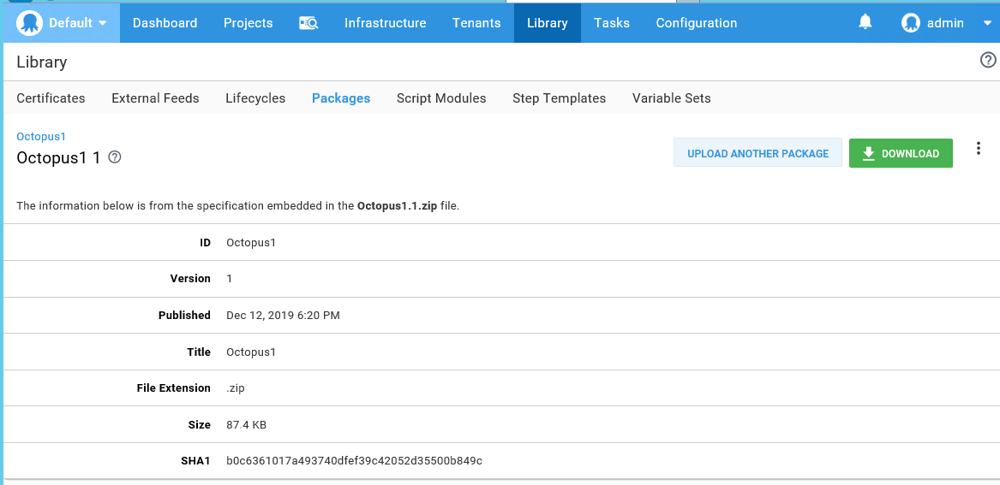 Default Dashboard Projects Infrastructure Tenants Library Tasks Configuration admin
Library
Certificates External Feeds Lifecycles Packages Script Modules Step Templates Variable Sets
Octopus1
Octopus1 1
UPLOAD ANOTHER PACKAGE DOWNLOAD
The information below is from the specification embedded in the Octopus1.1.zip file.
ID Octopus1
Version 1
Published Dec 12, 2019 6:20 PM
Title Octopus1
File Extension .zip
Size 87.4 KB
SHA1 b0c6361017a493740dfef39c42052d35500b849c